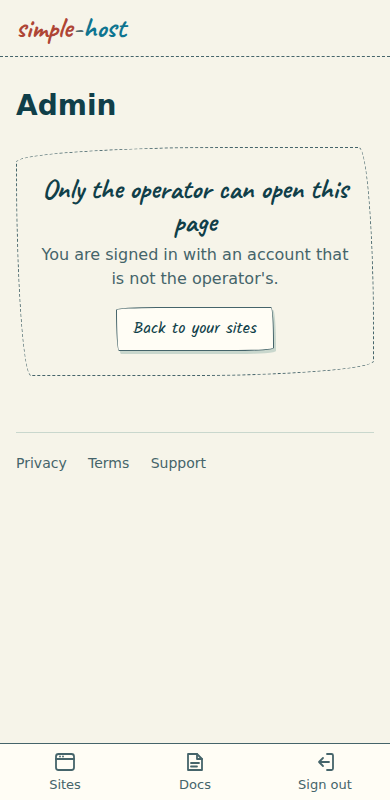 simple-host
Admin
Only the operator can open this
page
You are signed in with an account that
is not the operator's.
Back to your sites
Privacy Terms Support
Sites Docs Sign out